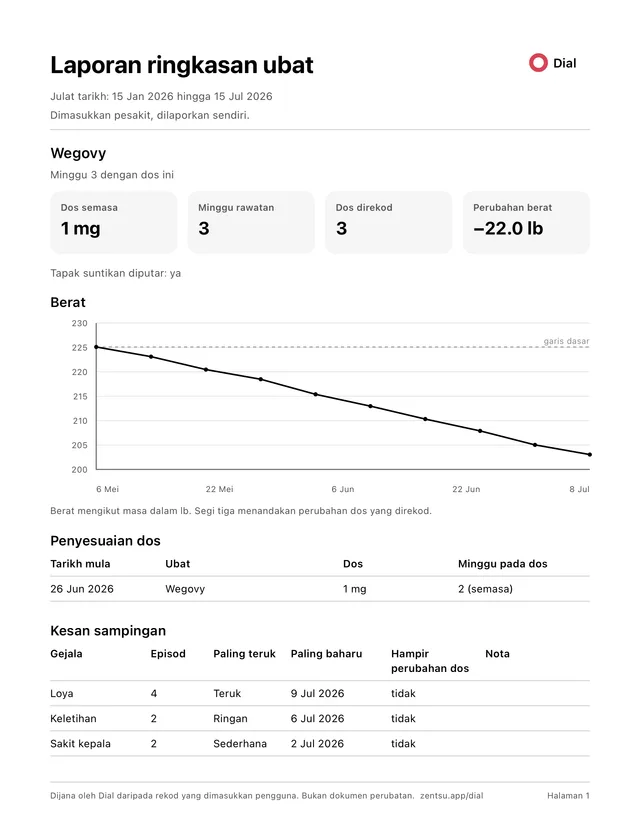 Laporan ringkasan ubat
Dial
Julat tarikh: 15 Jan 2026 hingga 15 Jul 2026
Dimasukkan pesakit, dilaporkan sendiri.
Wegovy
Minggu 3 dengan dos ini
Dos semasa
1 mg
Minggu rawatan
3
Dos direkod
3
Perubahan berat
−22.0 lb
Tapak suntikan diputar: ya
Berat
230
225
220
215
210
205
200
garis dasar
6 Mei 22 Mei 6 Jun 22 Jun 8 Jul
Berat mengikut masa dalam lb. Segi tiga menandakan perubahan dos yang direkod.
Penyesuaian dos
Tarikh mula Ubat Dos Minggu pada dos
26 Jun 2026 Wegovy 1 mg 2 (semasa)
Kesan sampingan
Gejala Episod Paling teruk Paling baharu Hampir perubahan dos Nota
Loya 4 Teruk 9 Jul 2026 tidak
Keletihan 2 Ringan 6 Jul 2026 tidak
Sakit kepala 2 Sederhana 2 Jul 2026 tidak
Dijana oleh Dial daripada rekod yang dimasukkan pengguna. Bukan dokumen perubatan. zentsu.app/dial
Halaman 1